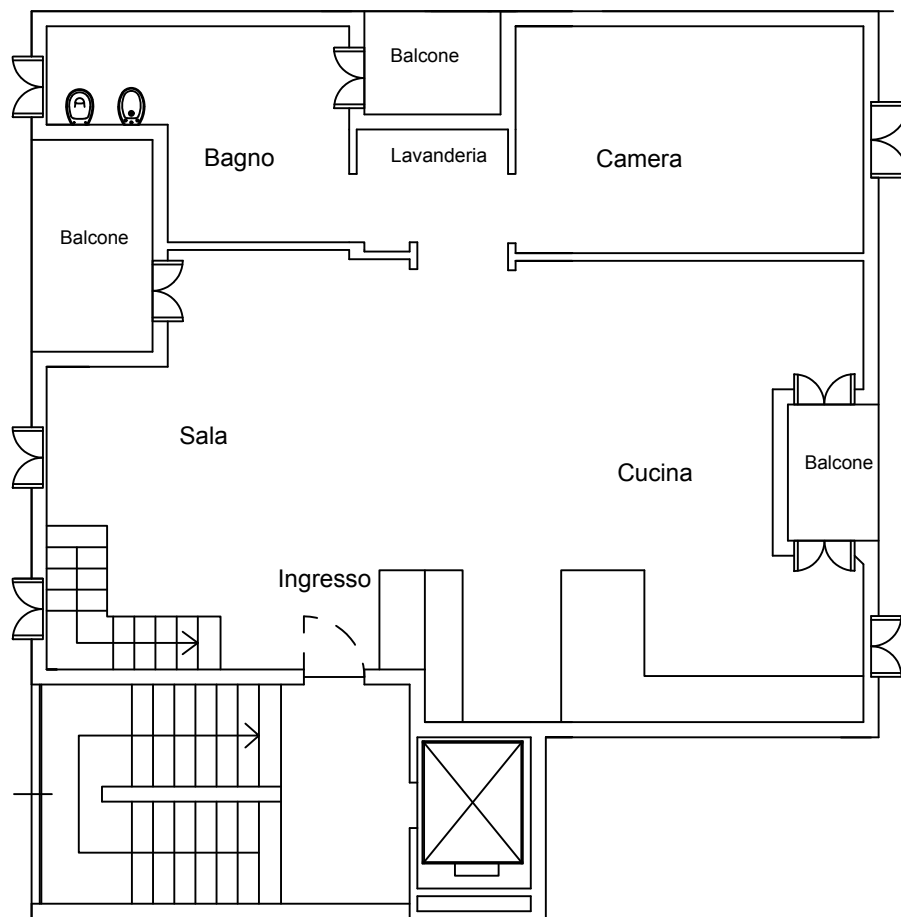 Balcone
Bagno
Lavanderia
Camera
Balcone
Sala
Cucina
Balcone
Ingresso